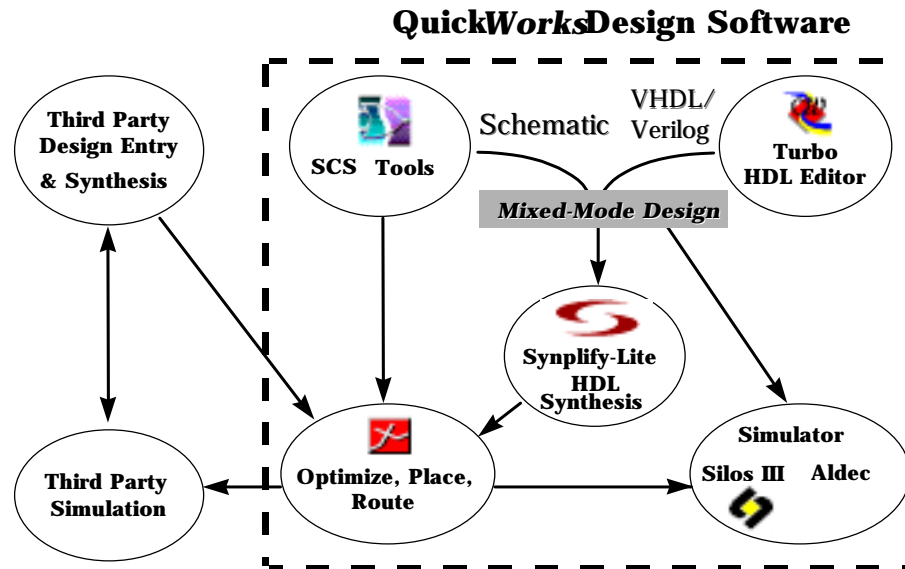 QuickWorks Design Software
Third Party
Design Entry
& Synthesis
SCS Tools
Schematic
VHDL/
Verilog
Turbo
HDL Editor
Mixed-Mode Design
Synplify-Lite
HDL
Synthesis
Third Party
Simulation
Optimize, Place,
Route
Simulator
Silos III Aldec